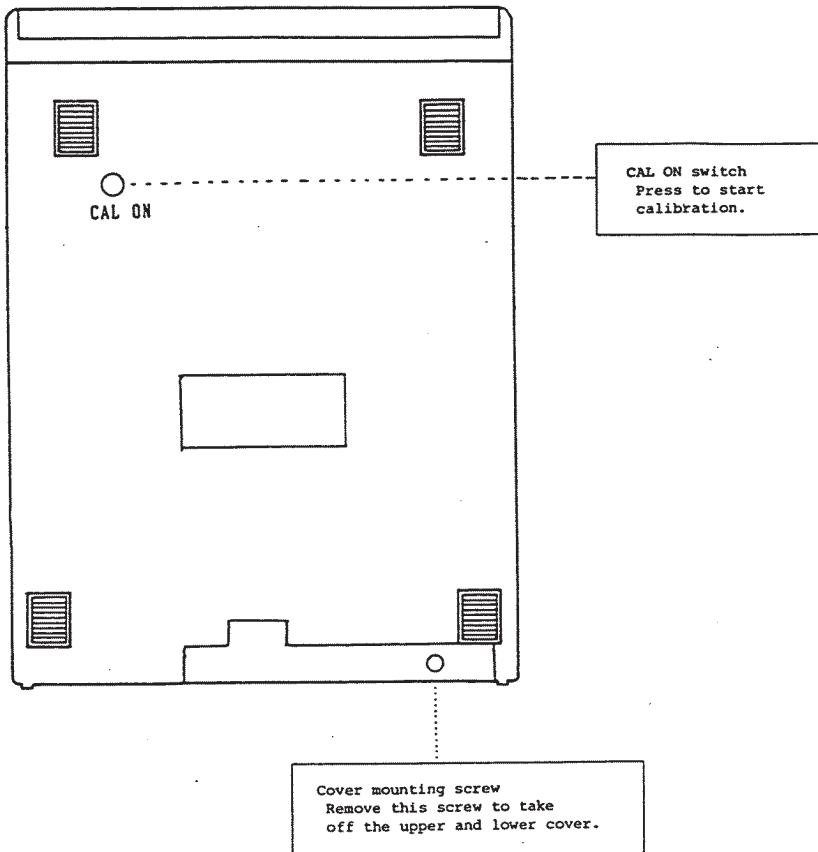 CAL ON switch
Press to start
calibration.
CAL ON
Cover mounting screw
Remove this screw to take
off the upper and lower cover.